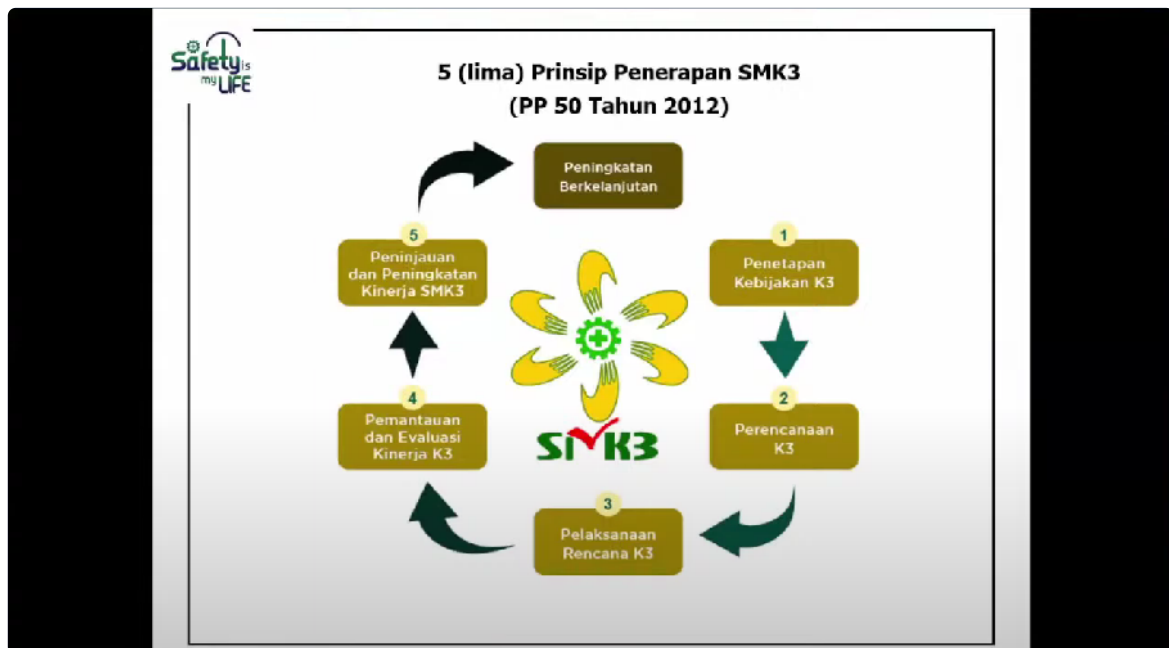 Safety is
my LIFE
5 (lima) Prinsip Penerapan SMK3
(PP 50 Tahun 2012)
Peningkatan
Berkelanjutan
1
Penetapan
Kebijakan K3
2
Perencanaan
K3
3
Pelaksanaan
Rencana K3
4
Pemantauan
dan Evaluasi
Kinerja K3
5
Peninjauan
dan Peningkatan
Kinerja SMK3
SMK3